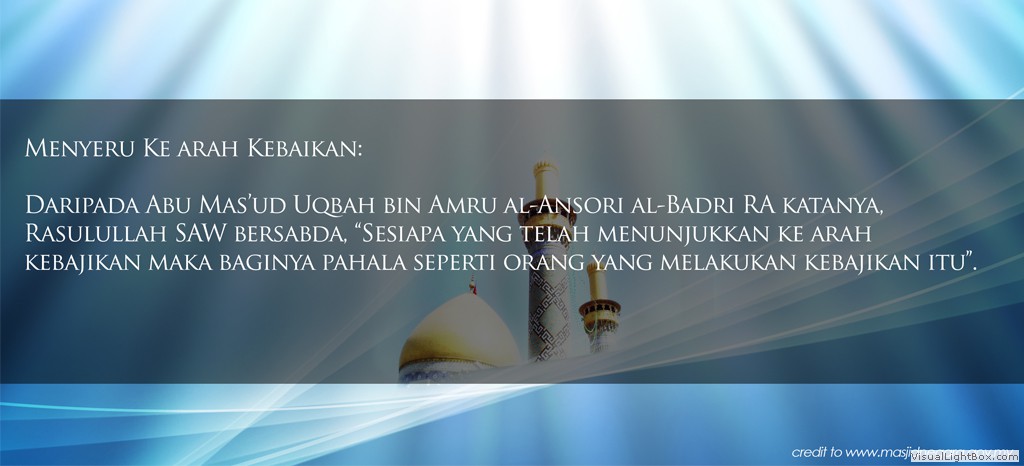 Menyeru Ke arah Kebaikan:
Daripada Abu Mas'ud Uqbah bin Amru al-Ansori al-Badri RA katanya,
Rasulullah SAW bersabda, “Sesiapa yang telah menunjukkan ke arah
kebajikan maka baginya pahala seperti orang yang melakukan kebajikan itu”.
credit to
VisualLightBox.com